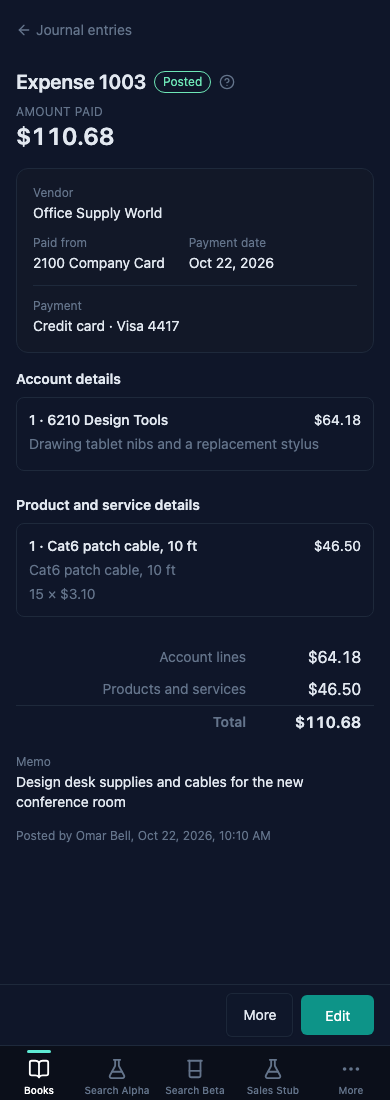 ← Journal entries
Expense 1003 Posted ?
AMOUNT PAID
$110.68
Vendor
Office Supply World
Paid from Payment date
2100 Company Card Oct 22, 2026
Payment
Credit card · Visa 4417
Account details
1 · 6210 Design Tools $64.18
Drawing tablet nibs and a replacement stylus
Product and service details
1 · Cat6 patch cable, 10 ft $46.50
Cat6 patch cable, 10 ft
15 × $3.10
Account lines $64.18
Products and services $46.50
Total $110.68
Memo
Design desk supplies and cables for the new
conference room
Posted by Omar Bell, Oct 22, 2026, 10:10 AM
More Edit
Books Search Alpha Search Beta Sales Stub More